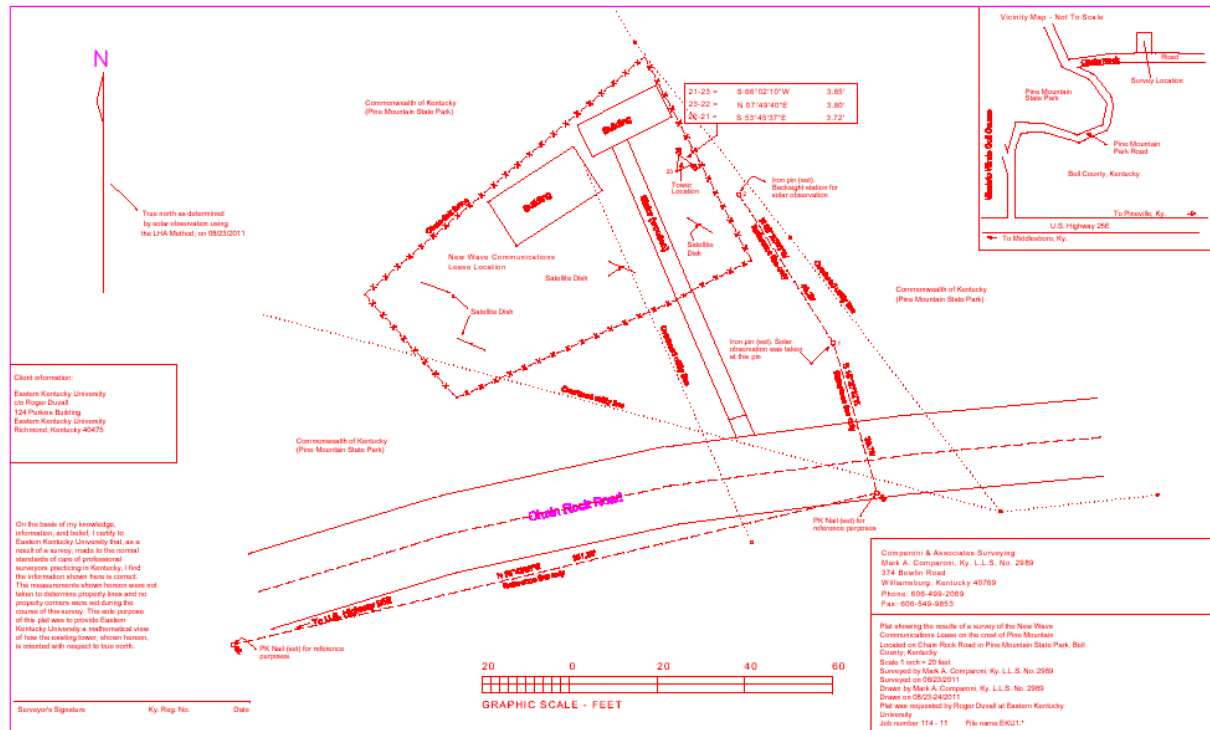 Vicinity Map - Not To Scale
Road
Survey Location
Pine Mountain
State Park
Pine Mountain
Park Road
Bell County, Kentucky
To Pineville, Ky.
U.S. Highway 25E
To Middlesboro, Ky.
N
True north as determined
by solar observation using
the LHA Method, on 08/23/2011
Commonwealth of Kentucky
(Pine Mountain State Park)
21-23 = S 66°02'10"W 3.85'
23-22 = N 07°49'40"E 3.80'
22-21 = S 53°45'37"E 3.72'
Building
Building
23
Tower
Location
Iron pin (set).
Backsight station for
solar observation
2
Satellite
Dish
New Wave Communications
Lease Location
Satellite Dish
Satellite Dish
Commonwealth of Kentucky
(Pine Mountain State Park)
Iron pin (set). Solar
observation was taken
at this pin
1
Overhead utility line
Client information:
Eastern Kentucky University
c/o Roger Duvall
124 Perkins Building
Eastern Kentucky University
Richmond, Kentucky 40475
Commonwealth of Kentucky
(Pine Mountain State Park)
Chain Rock Road
PK Nail (set) for
reference purposes
Reference line only
To U.S. Highway 25E
PK Nail (set) for reference
purposes
On the basis of my knowledge,
information, and belief, I certify to
Eastern Kentucky University that, as a
result of a survey, made to the normal
standards of care of professional
surveyors practicing in Kentucky, I find
the information shown here is correct.
The measurements shown hereon were not
taken to determine property lines and no
property corners were set during the
course of this survey. The sole purpose
of this plat was to provide Eastern
Kentucky University a mathematical view
of how the existing tower, shown hereon,
is oriented with respect to true north.
Surveyor's Signature Ky. Reg. No. Date
20 0 20 40 60
GRAPHIC SCALE - FEET
Comparoni & Associates Surveying
Mark A. Comparoni, Ky. L.L.S. No. 2989
374 Bowlin Road
Williamsburg, Kentucky 40769
Phone: 606-499-2089
Fax: 606-549-9853
Plat showing the results of a survey of the New Wave
Communications Lease on the crest of Pine Mountain
Located on Chain Rock Road in Pine Mountain State Park, Bell
County, Kentucky
Scale 1 inch = 20 feet
Surveyed by Mark A. Comparoni, Ky. L.L.S. No. 2989
Surveyed on 08/23/2011
Drawn by Mark A. Comparoni, Ky. L.L.S. No. 2989
Drawn on 08/23-24/2011
Plat was requested by Roger Duvall at Eastern Kentucky
University
Job number 114 - 11 File name EKU1.*